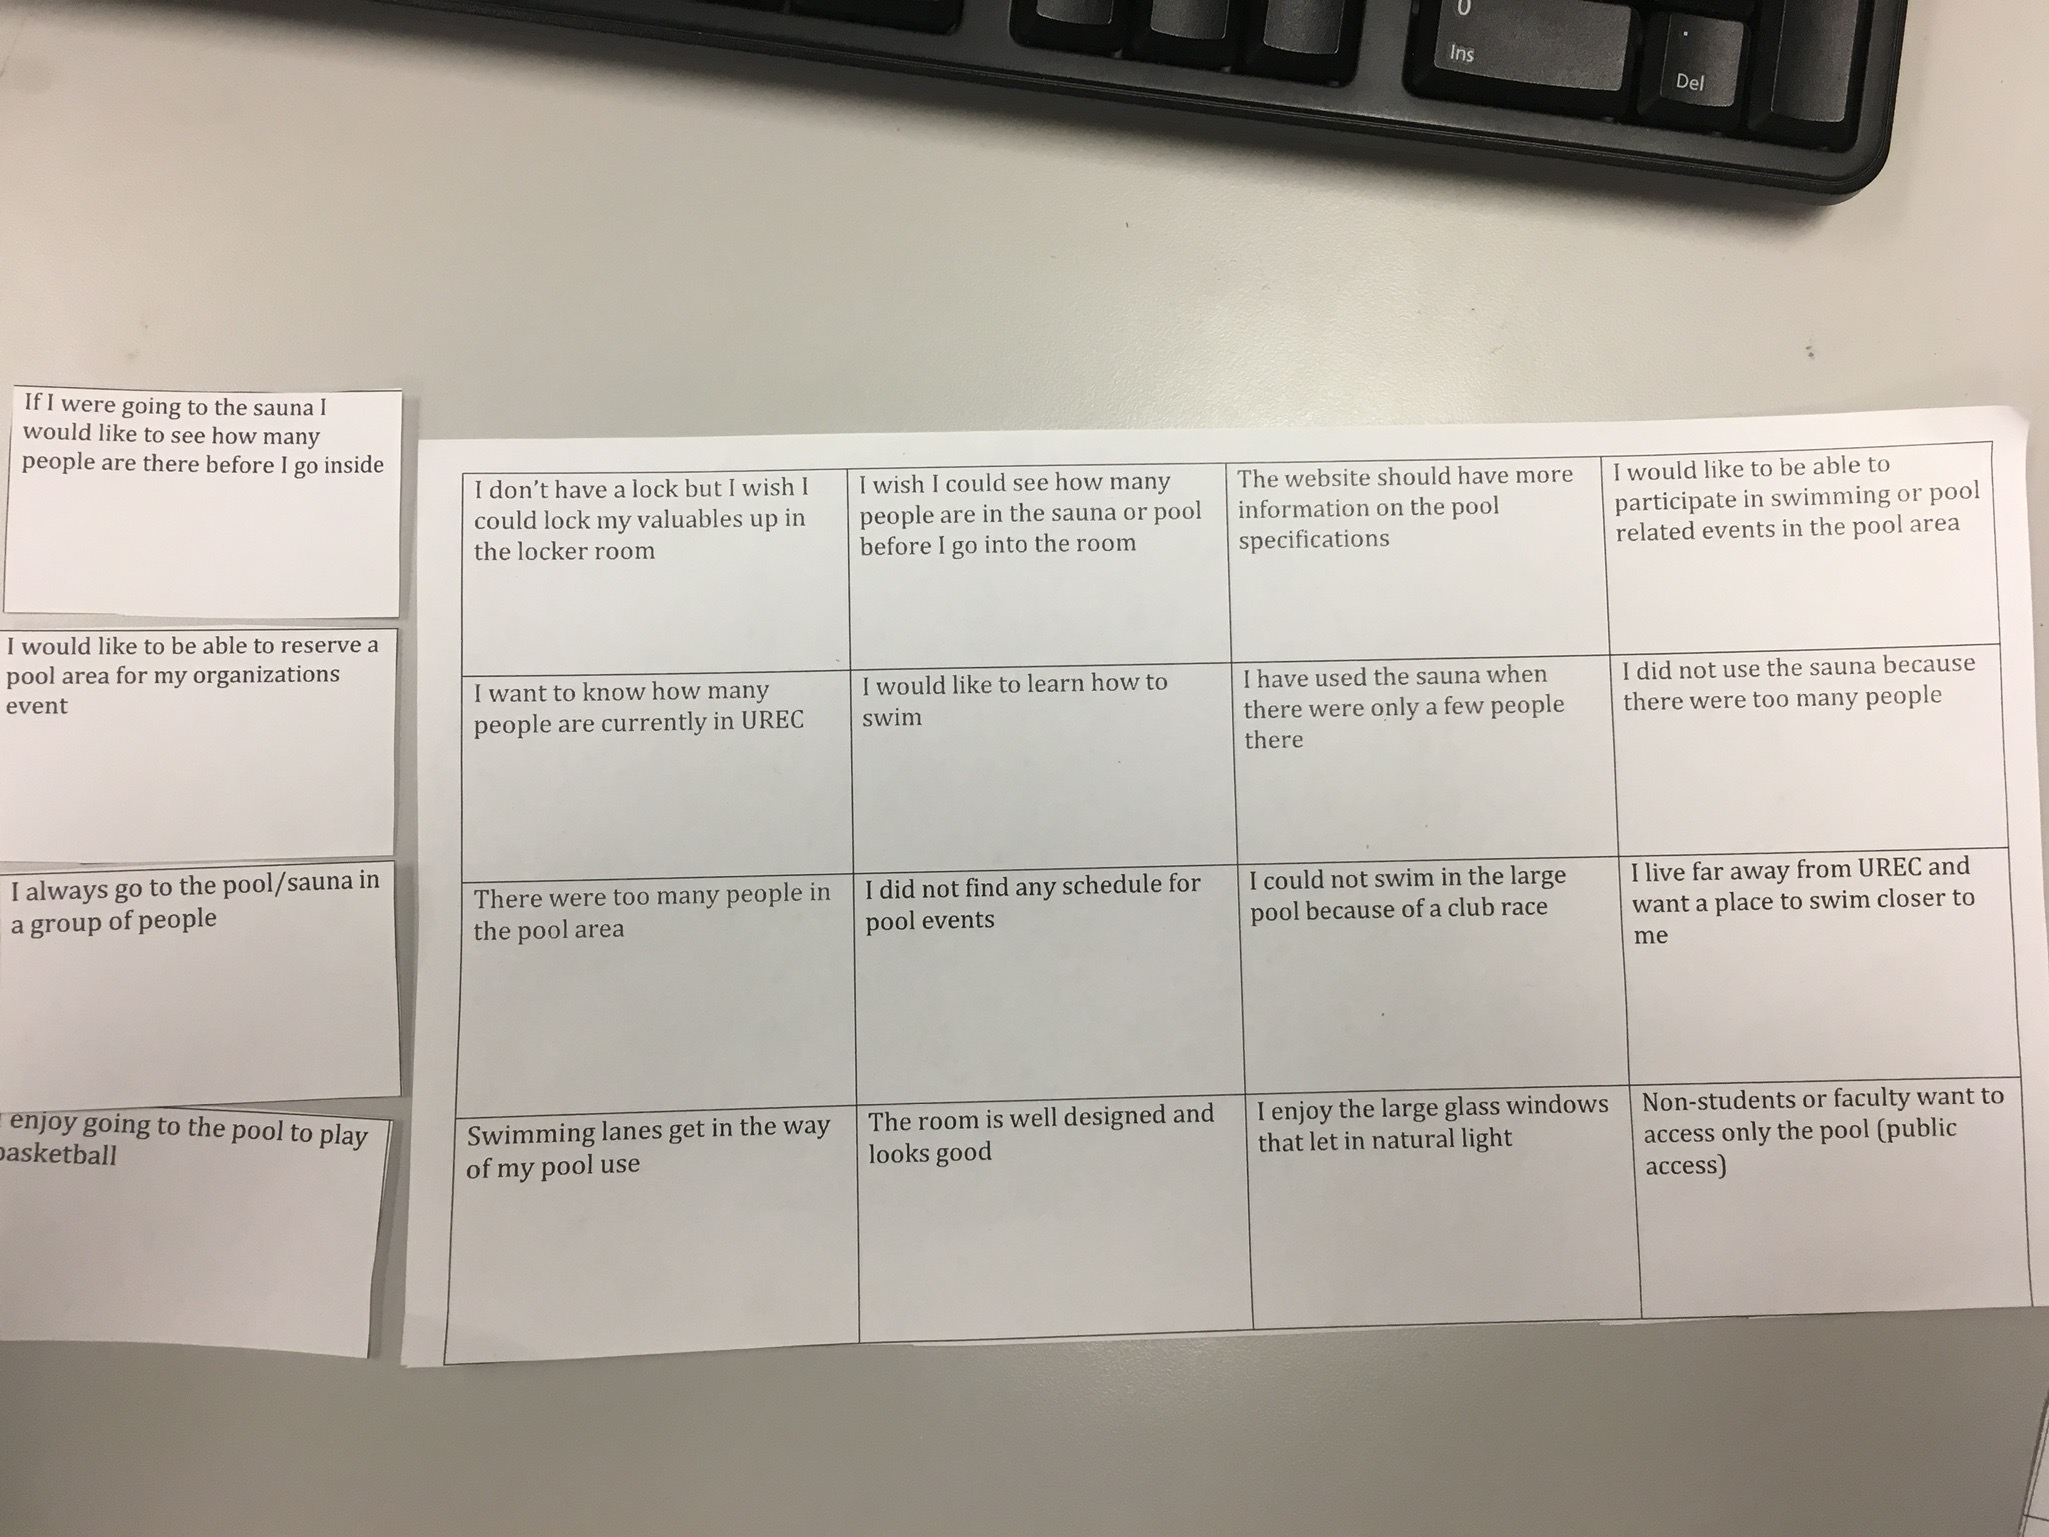 0
Ins
.
Del
If I were going to the sauna I
would like to see how many
people are there before I go inside
I would like to be able to reserve a
pool area for my organizations
event
I always go to the pool/sauna in
a group of people
enjoy going to the pool to play
basketball
I don't have a lock but I wish I
could lock my valuables up in
the locker room
I wish I could see how many
people are in the sauna or pool
before I go into the room
The website should have more
information on the pool
specifications
I would like to be able to
participate in swimming or pool
related events in the pool area
I want to know how many
people are currently in UREC
I would like to learn how to
swim
I have used the sauna when
there were only a few people
there
I did not use the sauna because
there were too many people
There were too many people in
the pool area
I did not find any schedule for
pool events
I could not swim in the large
pool because of a club race
I live far away from UREC and
want a place to swim closer to
me
Swimming lanes get in the way
of my pool use
The room is well designed and
looks good
I enjoy the large glass windows
that let in natural light
Non-students or faculty want to
access only the pool (public
access)